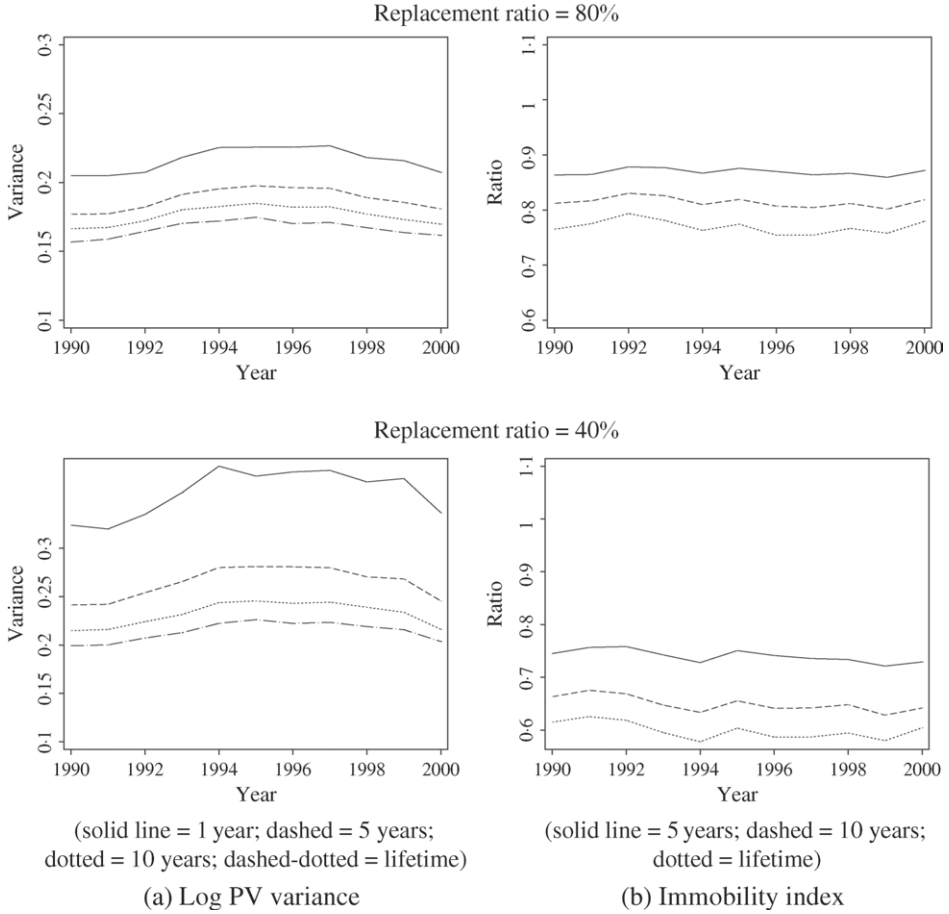 Replacement ratio = 80%
Variance
0·3
0·25
0·2
0·15
0·1
1990 1992 1994 1996 1998 2000
Year
Ratio
1·1
1
0·9
0·8
0·7
0·6
1990 1992 1994 1996 1998 2000
Year
Replacement ratio = 40%
Variance
0·3
0·25
0·2
0·15
0·1
1990 1992 1994 1996 1998 2000
Year
Ratio
1·1
1
0·9
0·8
0·7
0·6
1990 1992 1994 1996 1998 2000
Year
(solid line = 1 year; dashed = 5 years;
dotted = 10 years; dashed-dotted = lifetime)
(a) Log PV variance
(solid line = 5 years; dashed = 10 years;
dotted = lifetime)
(b) Immobility index